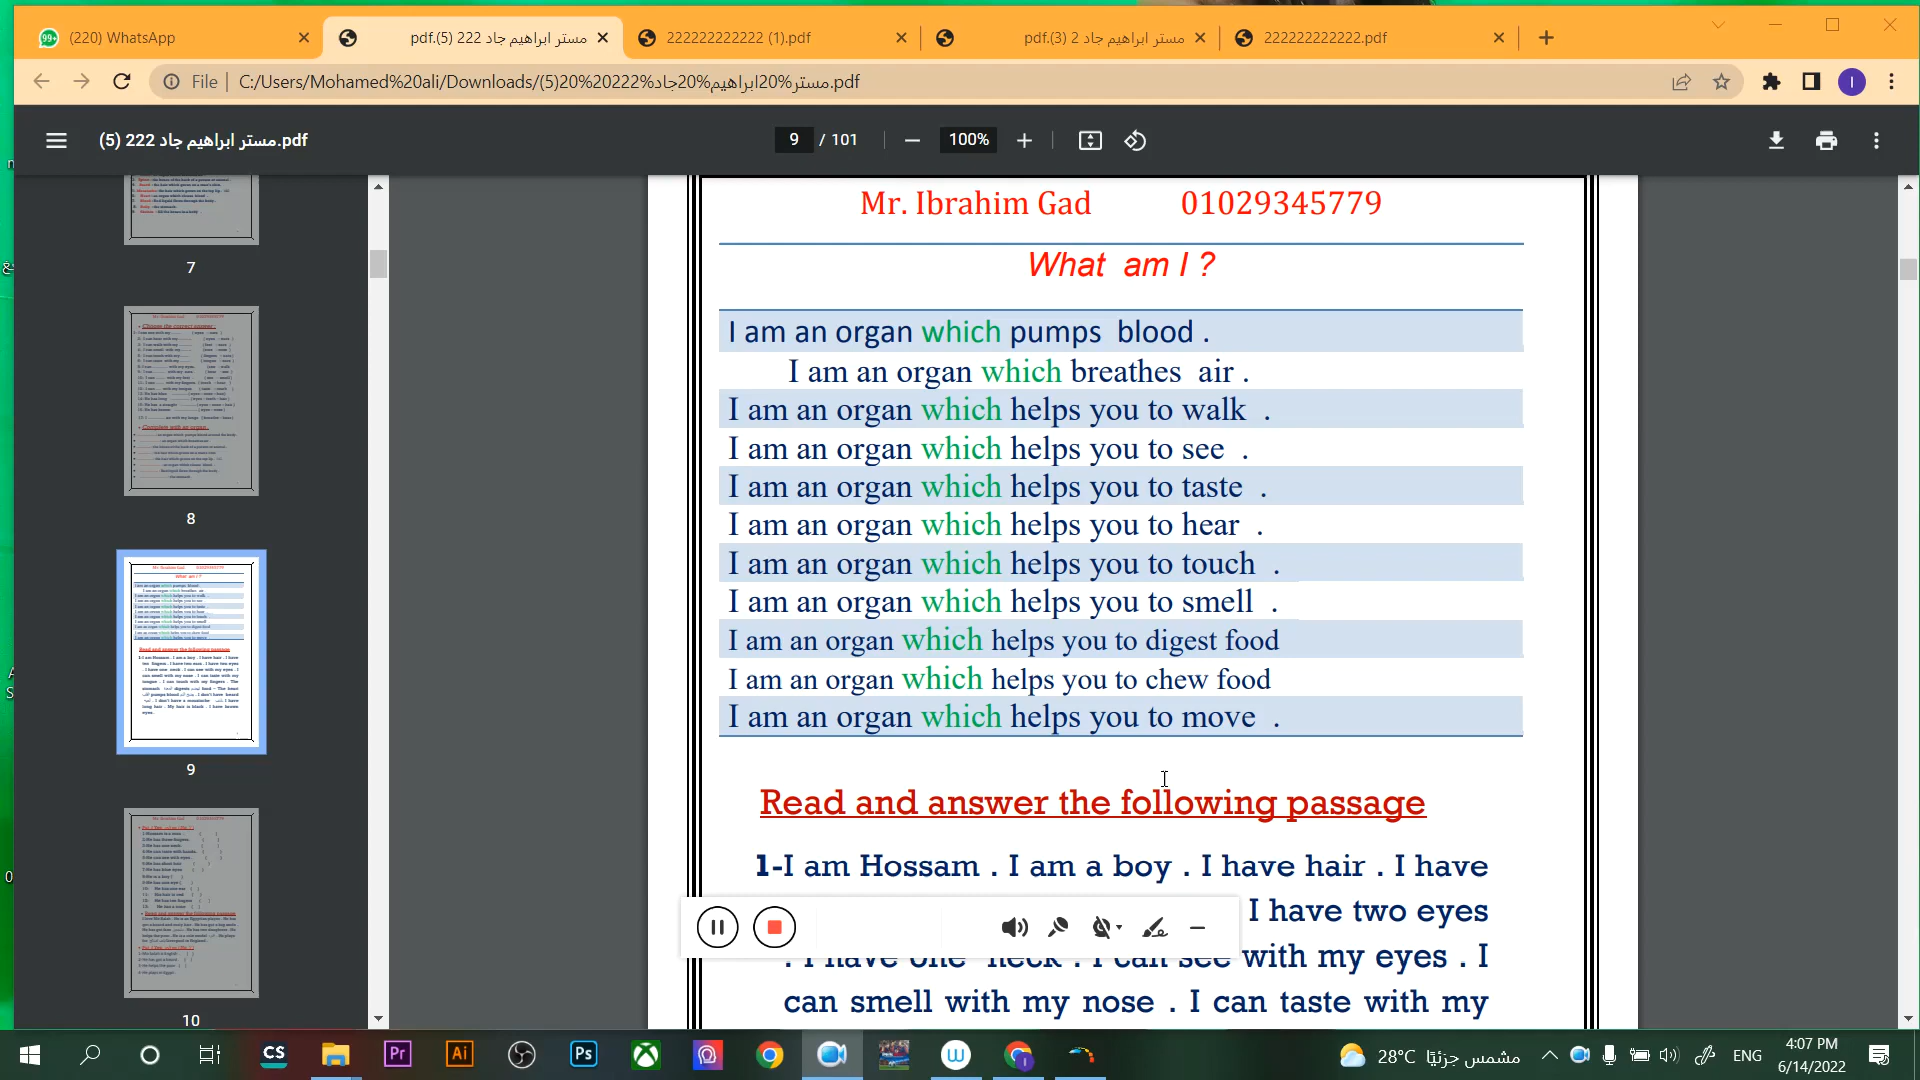 (220) WhatsApp
مستر ابراهيم جاد 222 (5).pdf
222222222222 (1).pdf
مستر ابراهيم جاد 2 (3).pdf
222222222222.pdf
File
C:/Users/Mohamed%20ali/Downloads/مستر%20ابراهيم%20جاد%20222%20(5).pdf
مستر ابراهيم جاد 222 (5).pdf
9 / 101
100%
7
8
9
10
Mr. Ibrahim Gad 01029345779
What am I ?
I am an organ which pumps blood .
I am an organ which breathes air .
I am an organ which helps you to walk .
I am an organ which helps you to see .
I am an organ which helps you to taste .
I am an organ which helps you to hear .
I am an organ which helps you to touch .
I am an organ which helps you to smell .
I am an organ which helps you to digest food
I am an organ which helps you to chew food
I am an organ which helps you to move .
Read and answer the following passage
1-I am Hossam . I am a boy . I have hair . I have
I have two eyes
. I have one neck . I can see with my eyes . I
can smell with my nose . I can taste with my
28°C مشمس جزئيًا
ENG
4:07 PM
6/14/2022